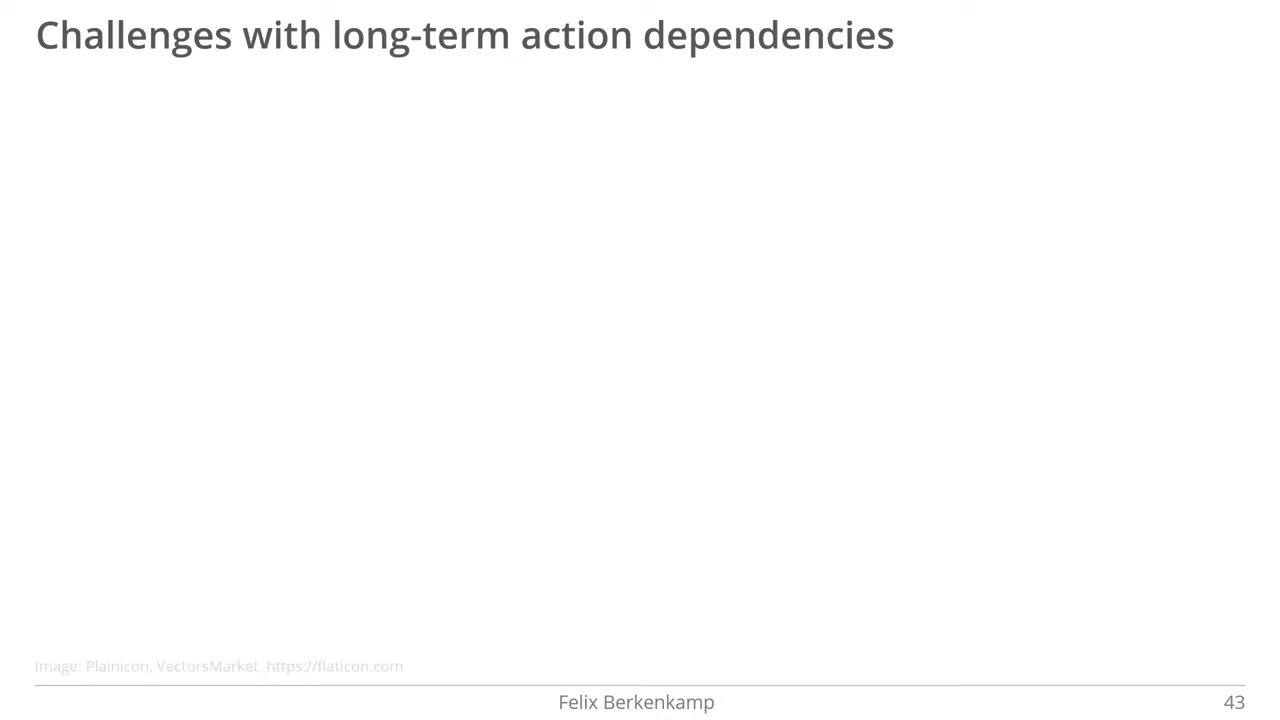 Challenges with long-term action dependencies
Image: Plainicon, VectorsMarket, https://flaticon.com
Felix Berkenkamp
43